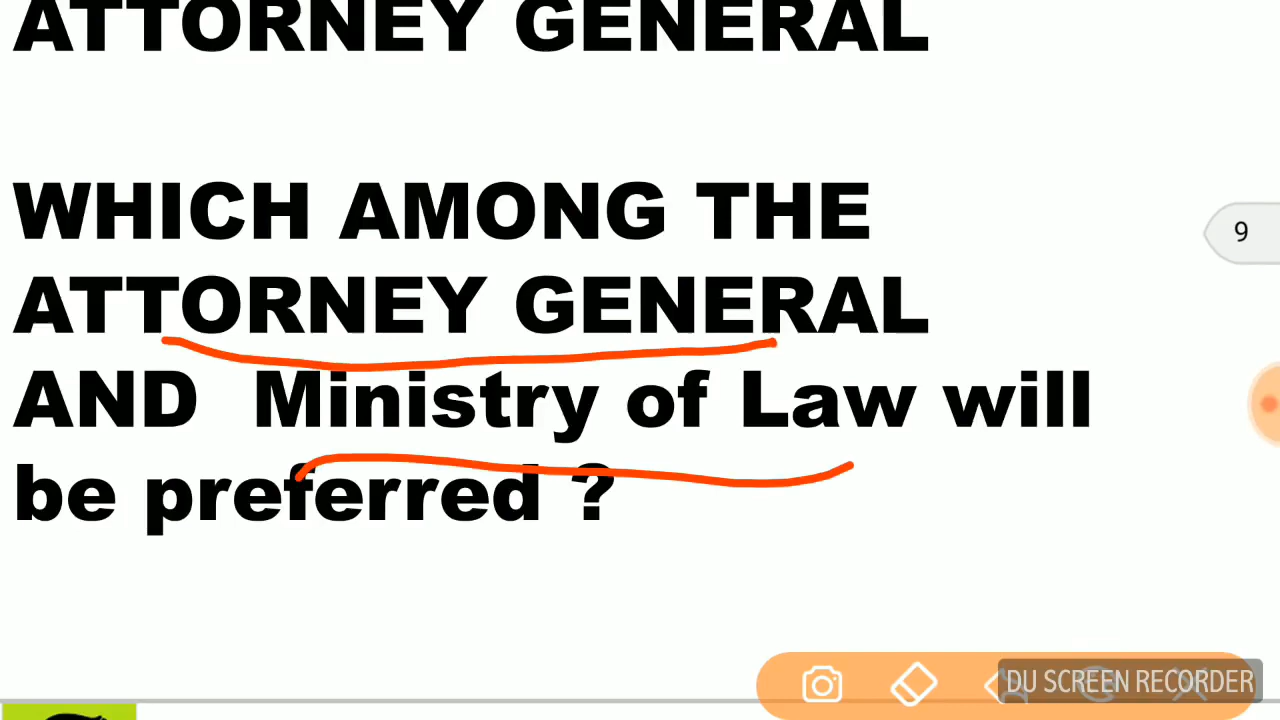 ATTORNEY GENERAL
WHICH AMONG THE
ATTORNEY GENERAL
AND Ministry of Law will
be preferred ?
9
DU SCREEN RECORDER